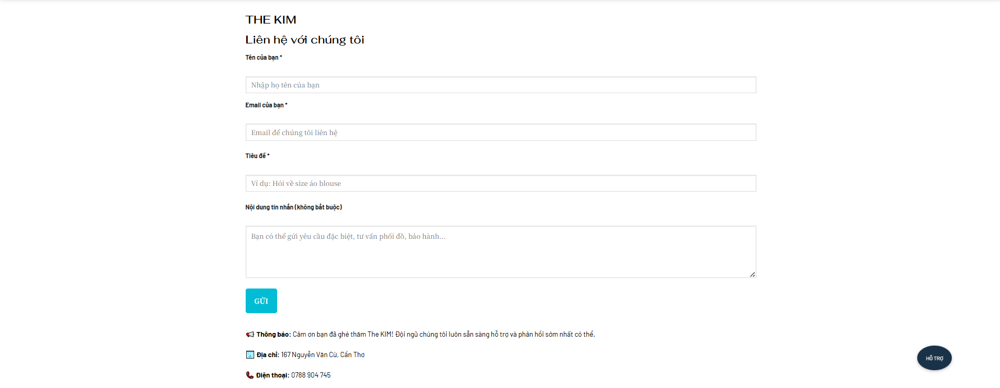 THE KIM
Liên hệ với chúng tôi
Tên của bạn *
Nhập họ tên của bạn
Email của bạn *
Email để chúng tôi liên hệ
Tiêu đề *
Ví dụ: Hỏi về size áo blouse
Nội dung tin nhắn (không bắt buộc)
Bạn có thể gửi yêu cầu đặc biệt, tư vấn phối đồ, bảo hành...
GỬI
Thông báo: Cảm ơn bạn đã ghé thăm The KIM! Đội ngũ chúng tôi luôn sẵn sàng hỗ trợ và phản hồi sớm nhất có thể.
Địa chỉ: 167 Nguyễn Văn Cừ, Cần Thơ
HỖ TRỢ
Điện thoại: 0788 904 745